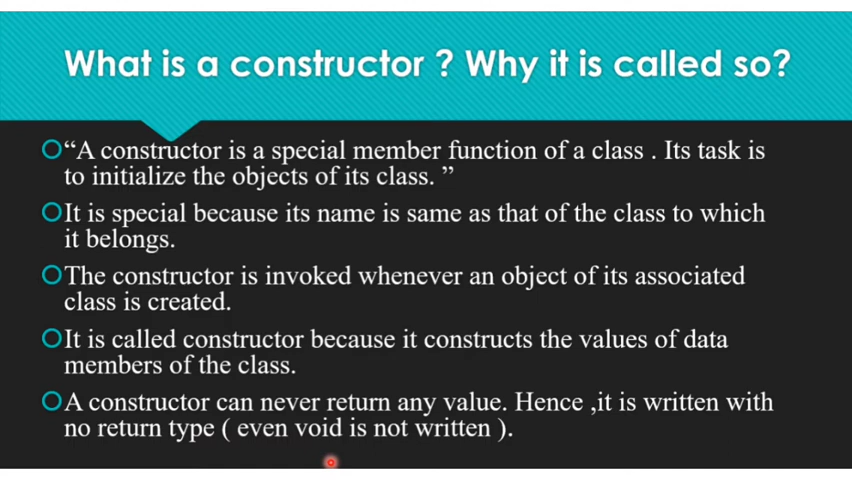 What is a constructor ? Why it is called so?
“A constructor is a special member function of a class . Its task is
to initialize the objects of its class. ”
It is special because its name is same as that of the class to which
it belongs.
The constructor is invoked whenever an object of its associated
class is created.
It is called constructor because it constructs the values of data
members of the class.
A constructor can never return any value. Hence ,it is written with
no return type ( even void is not written ).